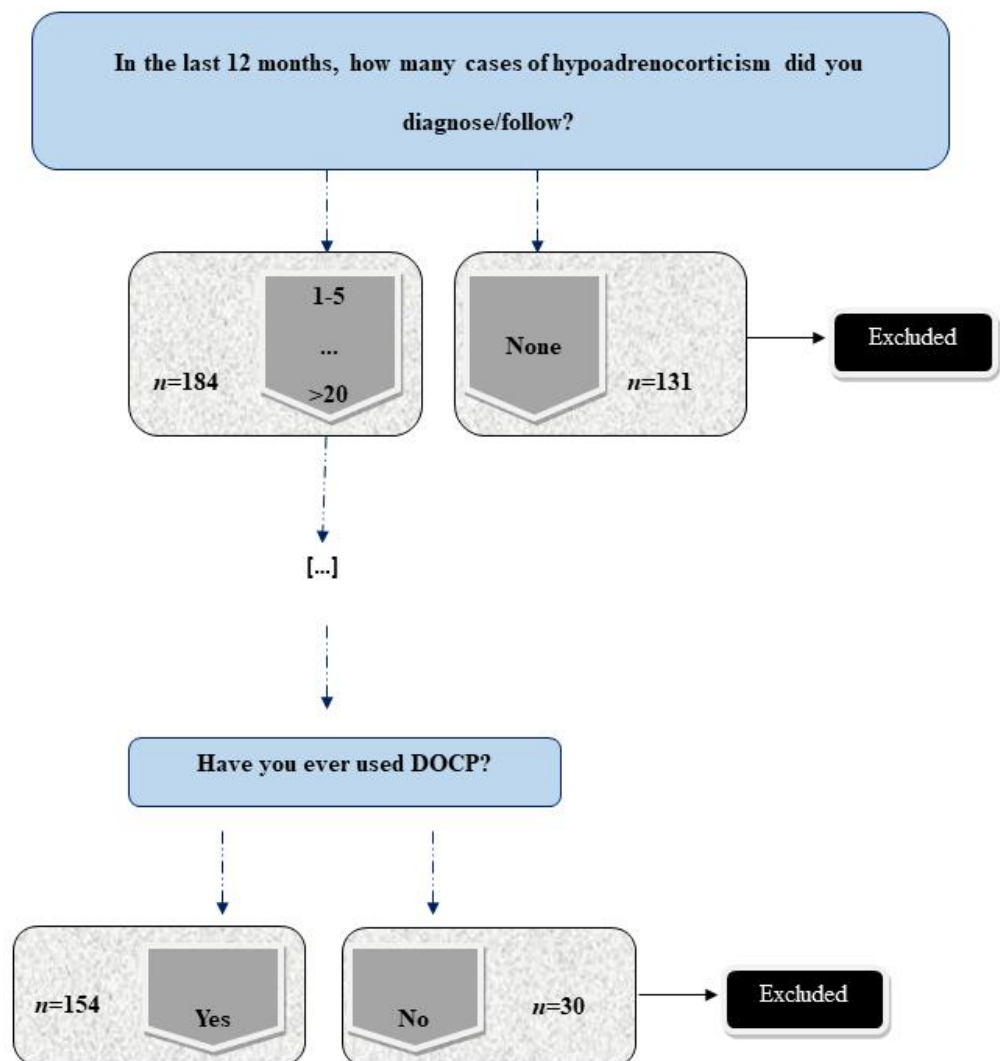 In the last 12 months, how many cases of hypoadrenocorticism did you
diagnose/follow?
1-5
...
>20
n=184
None
n=131
Excluded
[...]
Have you ever used DOCP?
n=154
Yes
No
n=30
Excluded